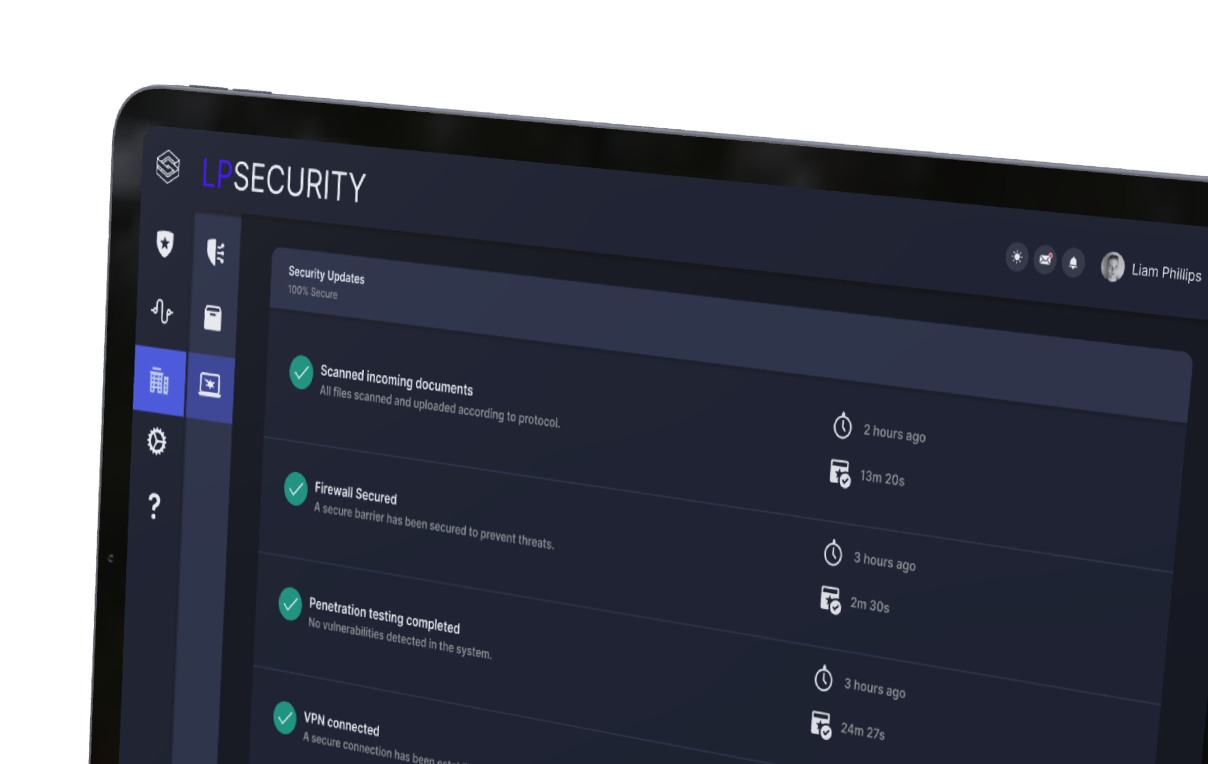 LPSECURITY
Liam Phillips
Security Updates
100% Secure
Scanned incoming documents
All files scanned and uploaded according to protocol.
2 hours ago
13m 20s
Firewall Secured
A secure barrier has been secured to prevent threats.
3 hours ago
2m 30s
Penetration testing completed
No vulnerabilities detected in the system.
3 hours ago
24m 27s
VPN connected
A secure connection has been